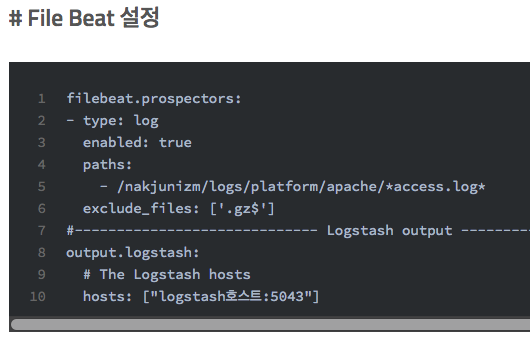 # File Beat 설정
1 filebeat.prospectors:
2 - type: log
3   enabled: true
4   paths:
5     - /nakjunizm/logs/platform/apache/*access.log*
6   exclude_files: ['.gz$']
7 #----------------------------- Logstash output --------
8 output.logstash:
9   # The Logstash hosts
10   hosts: ["logstash호스트:5043"]